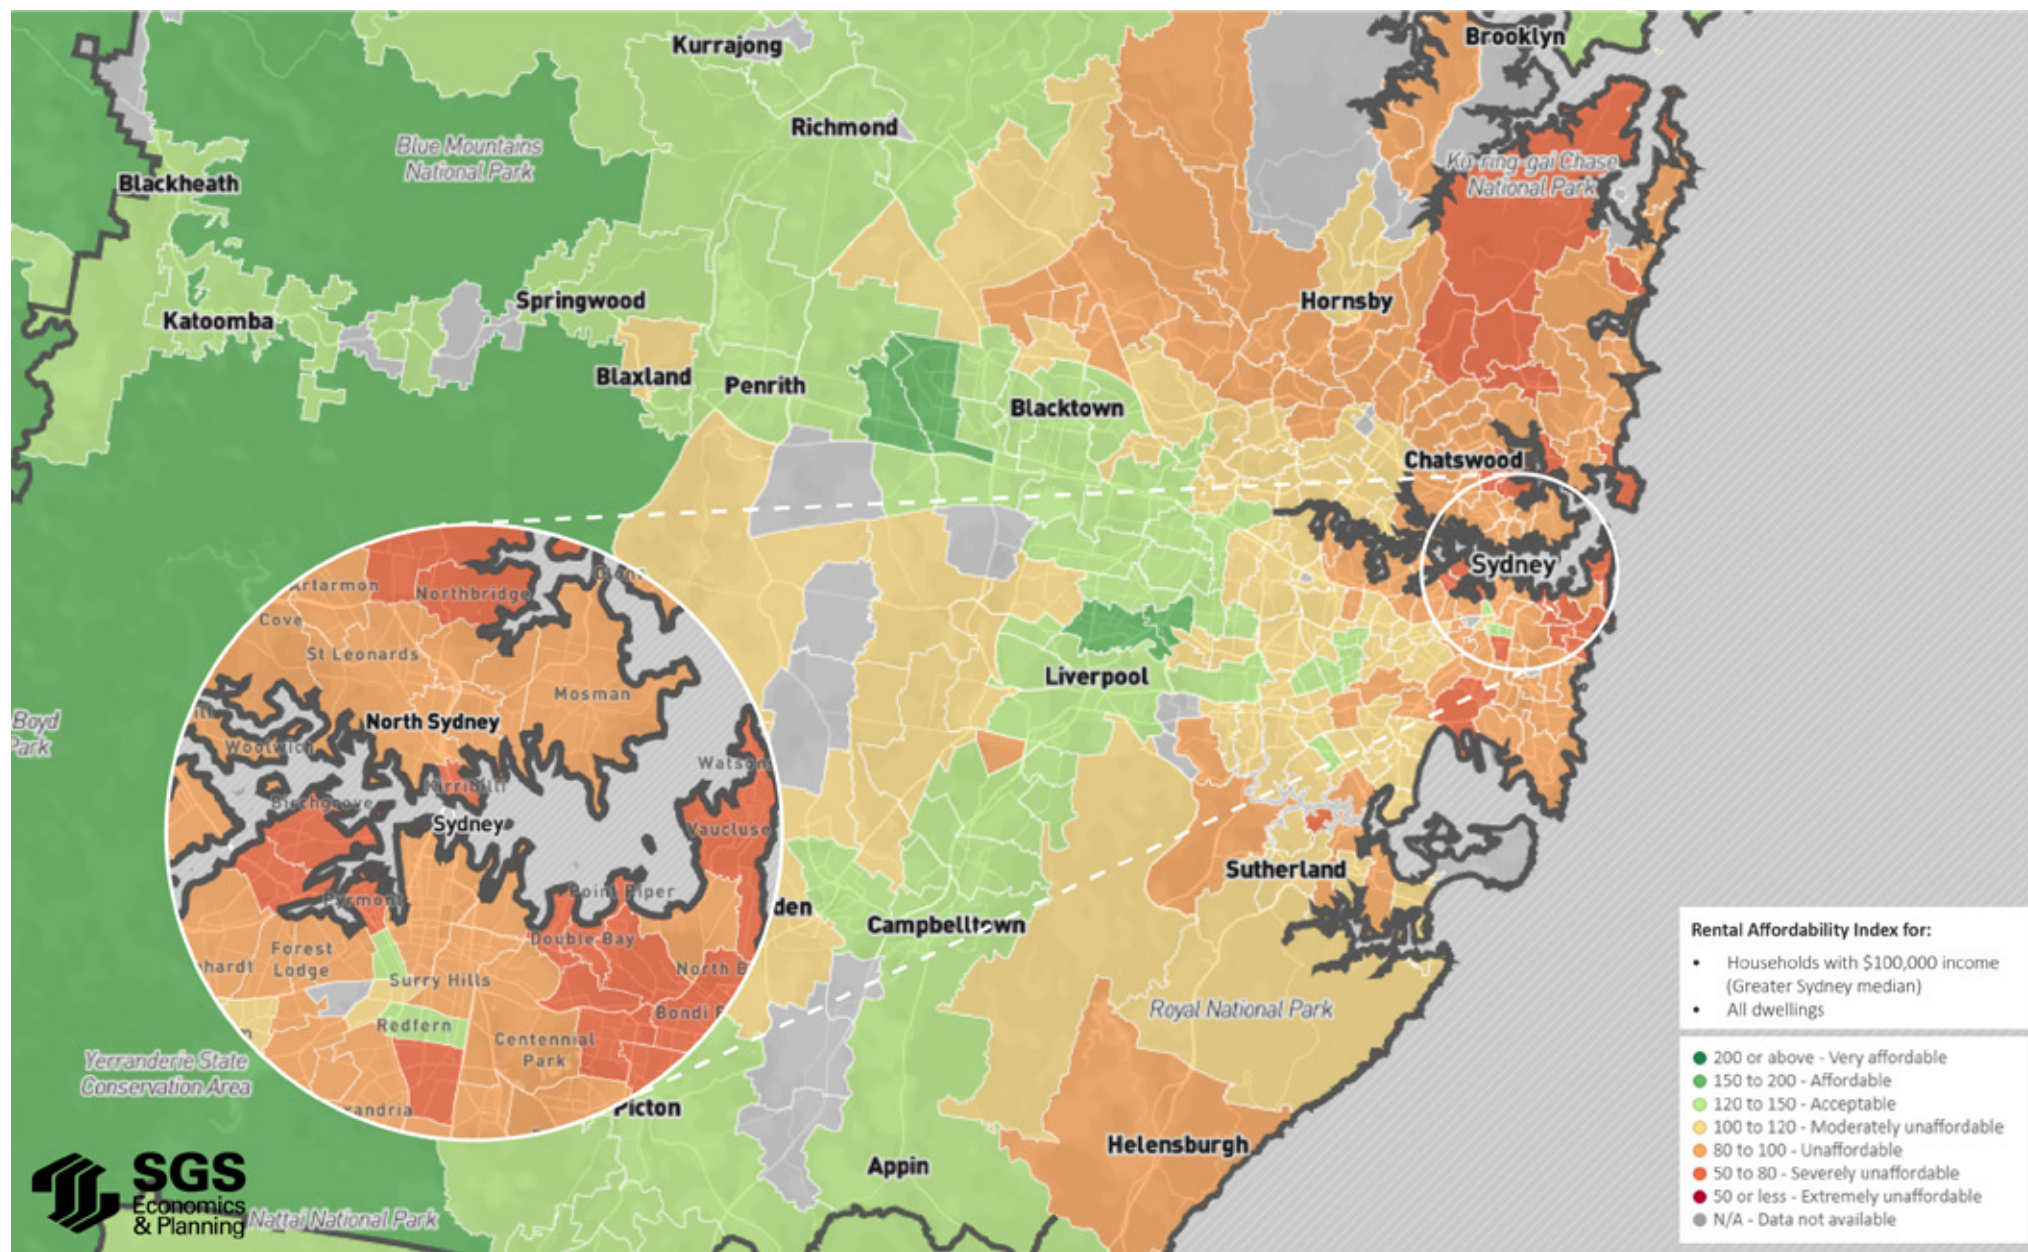 Kurrajong
Brooklyn
Richmond
Blue Mountains
National Park
Ku-ring-gai Chase
National Park
Blackheath
Springwood
Hornsby
Katoomba
Blaxland
Penrith
Blacktown
Chatswood
Sydney
Artarmon
Northbridge
Cove
St Leonards
Liverpool
Mosman
Boyd
Park
North Sydney
Woolwich
Watson
Kirribilli
Birchgrove
Sydney
Vaucluse
Sutherland
Point Piper
Pyrmont
den
Campbelltown
Double Bay
Forest
Lodge
hardt
North B
Surry Hills
Royal National Park
Bondi
Redfern
Centennial
Park
Yerranderie State
Conservation Area
xandria
Picton
Helensburgh
Appin
SGS
Economics
& Planning
Nattai National Park
Rental Affordability Index for:
• Households with $100,000 income
(Greater Sydney median)
• All dwellings
200 or above - Very affordable
150 to 200 - Affordable
120 to 150 - Acceptable
100 to 120 - Moderately unaffordable
80 to 100 - Unaffordable
50 to 80 - Severely unaffordable
50 or less - Extremely unaffordable
N/A - Data not available